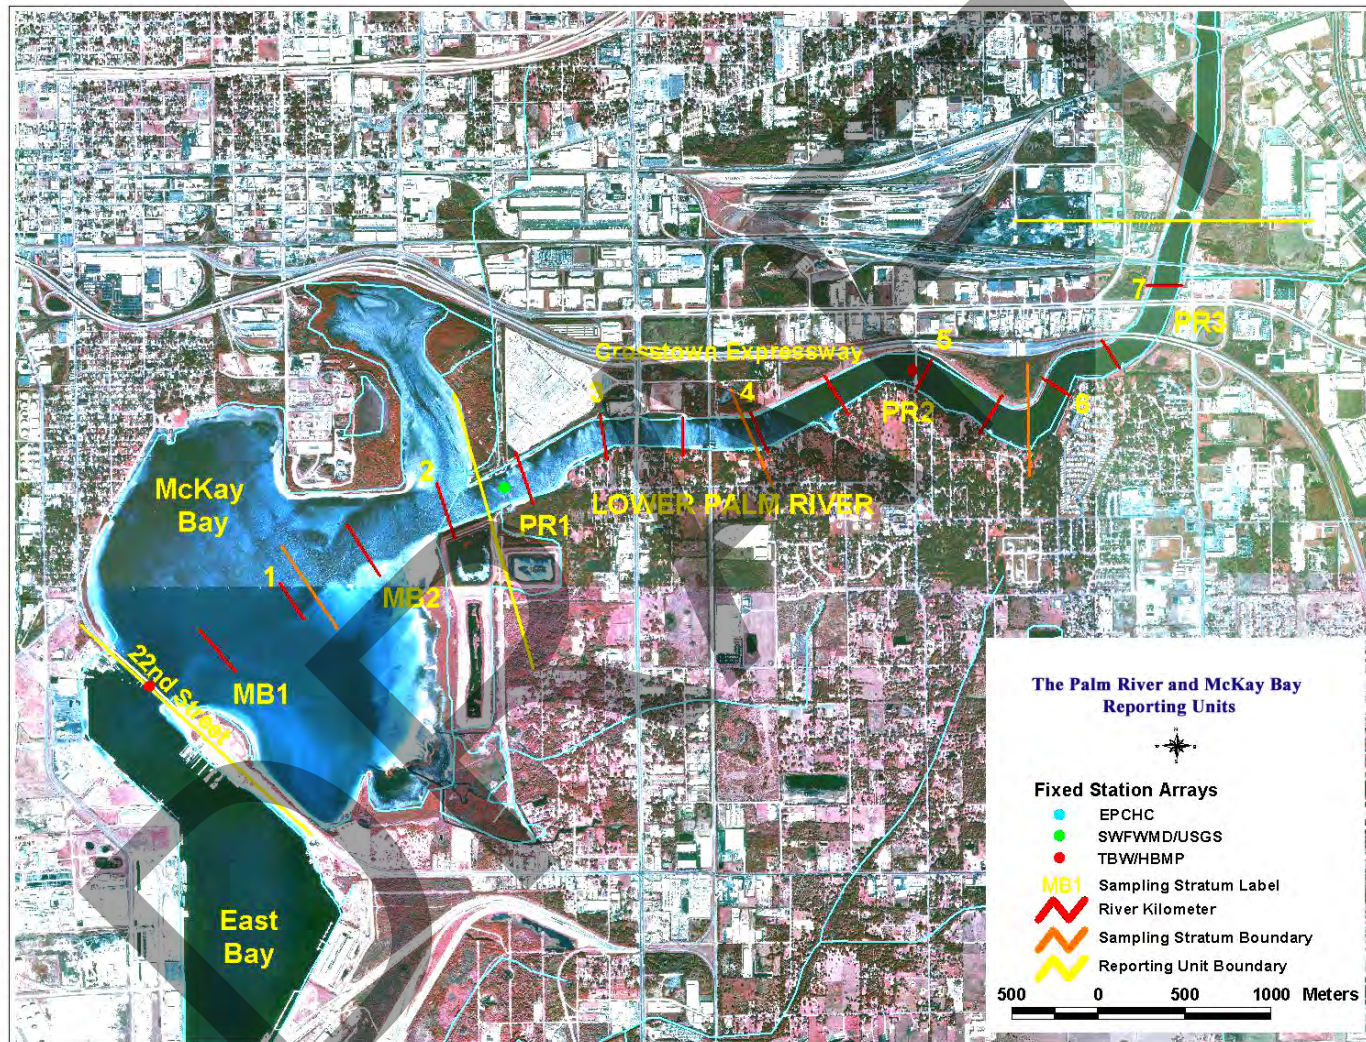 7
PR3
Crosstown Expressway
5
3
4
6
PR2
2
McKay
Bay
LOWER PALM RIVER
PR1
1
MB2
22nd Street
MB1
East
Bay
The Palm River and McKay Bay
Reporting Units
Fixed Station Arrays
EPCHC
SWFWMD/USGS
TBW/HBMP
MB1 Sampling Stratum Label
River Kilometer
Sampling Stratum Boundary
Reporting Unit Boundary
500 0 500 1000 Meters